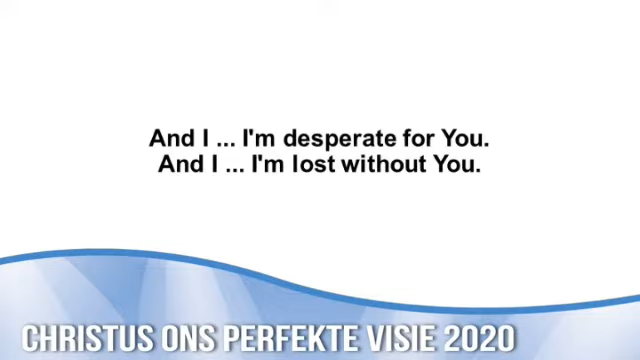 And I ... I'm desperate for You.
And I ... I'm lost without You.
CHRISTUS ONS PERFEKTE VISIE 2020